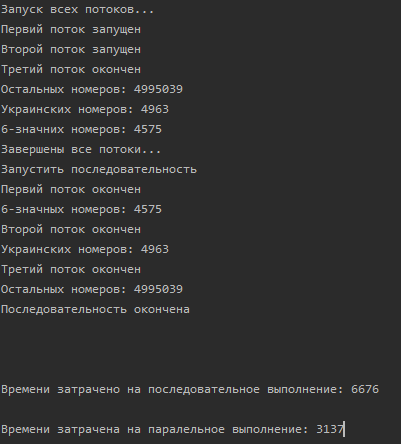 Запуск всех потоков...
Первий поток запущен
Второй поток запущен
Третий поток окончен
Остальных номеров: 4995039
Украинских номеров: 4963
6-значних номеров: 4575
Завершены все потоки...
Запустить последовательность
Первий поток окончен
6-значных номеров: 4575
Второй поток окончен
Украинских номеров: 4963
Третий поток окончен
Остальных номеров: 4995039
Последовательность окончена
Времени затрачено на последовательное выполнение: 6676
Времени затрачена на паралельное выполнение: 3137